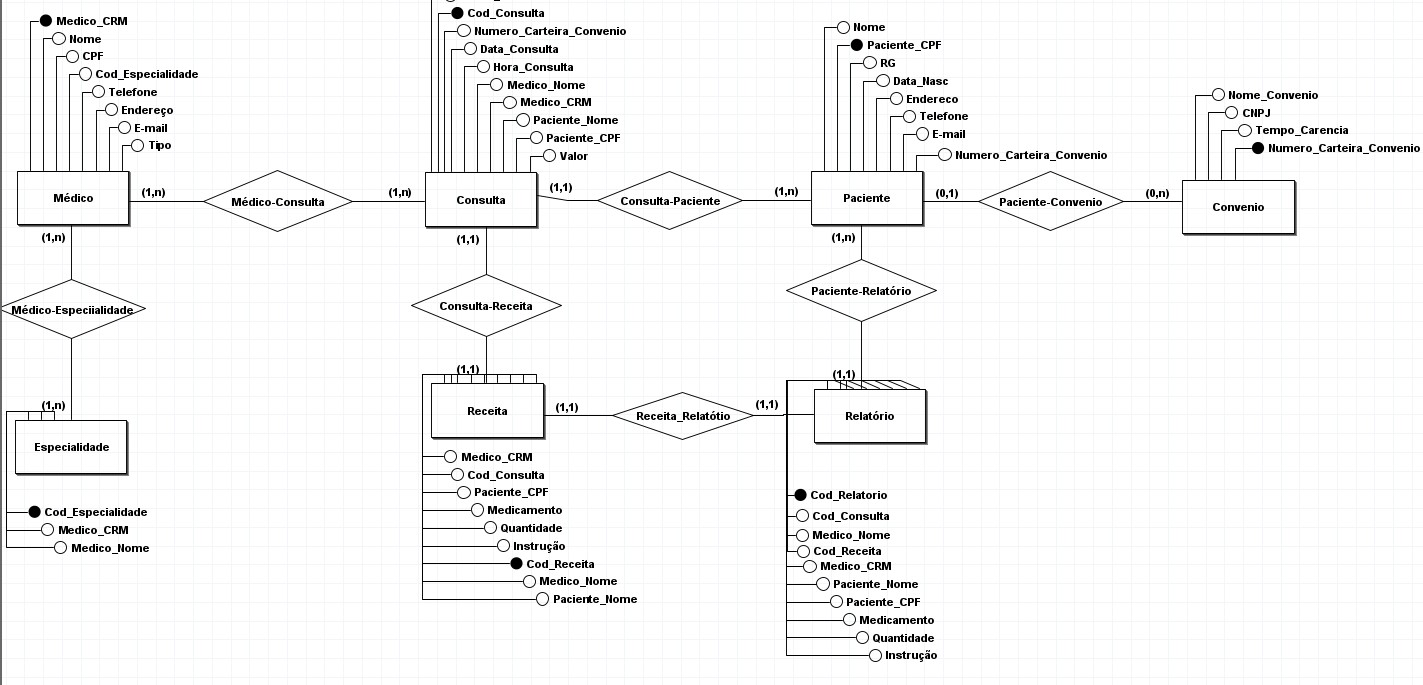 Medico_CRM
Nome
CPF
Cod_Especialidade
Telefone
Endereço
E-mail
Tipo
Cod_Consulta
Numero_Carteira_Convenio
Data_Consulta
Hora_Consulta
Medico_Nome
Medico_CRM
Paciente_Nome
Paciente_CPF
Valor
Nome
Paciente_CPF
RG
Data_Nasc
Endereco
Telefone
E-mail
Numero_Carteira_Convenio
Nome_Convenio
CNPJ
Tempo_Carencia
Numero_Carteira_Convenio
Médico
(1,n)
Médico-Consulta
(1,n)
Consulta
(1,1)
Consulta-Paciente
(1,n)
Paciente
(0,1)
Paciente-Convenio
(0,n)
Convenio
(1,n)
(1,1)
(1,n)
Médico-Especiialidade
Consulta-Receita
Paciente-Relatório
(1,n)
(1,1)
(1,1)
Especialidade
Receita
(1,1)
Receita_Relatótio
(1,1)
Relatório
Cod_Especialidade
Medico_CRM
Medico_Nome
Medico_CRM
Cod_Consulta
Paciente_CPF
Medicamento
Quantidade
Instrução
Cod_Receita
Medico_Nome
Paciente_Nome
Cod_Relatorio
Cod_Consulta
Medico_Nome
Cod_Receita
Medico_CRM
Paciente_Nome
Paciente_CPF
Medicamento
Quantidade
Instrução